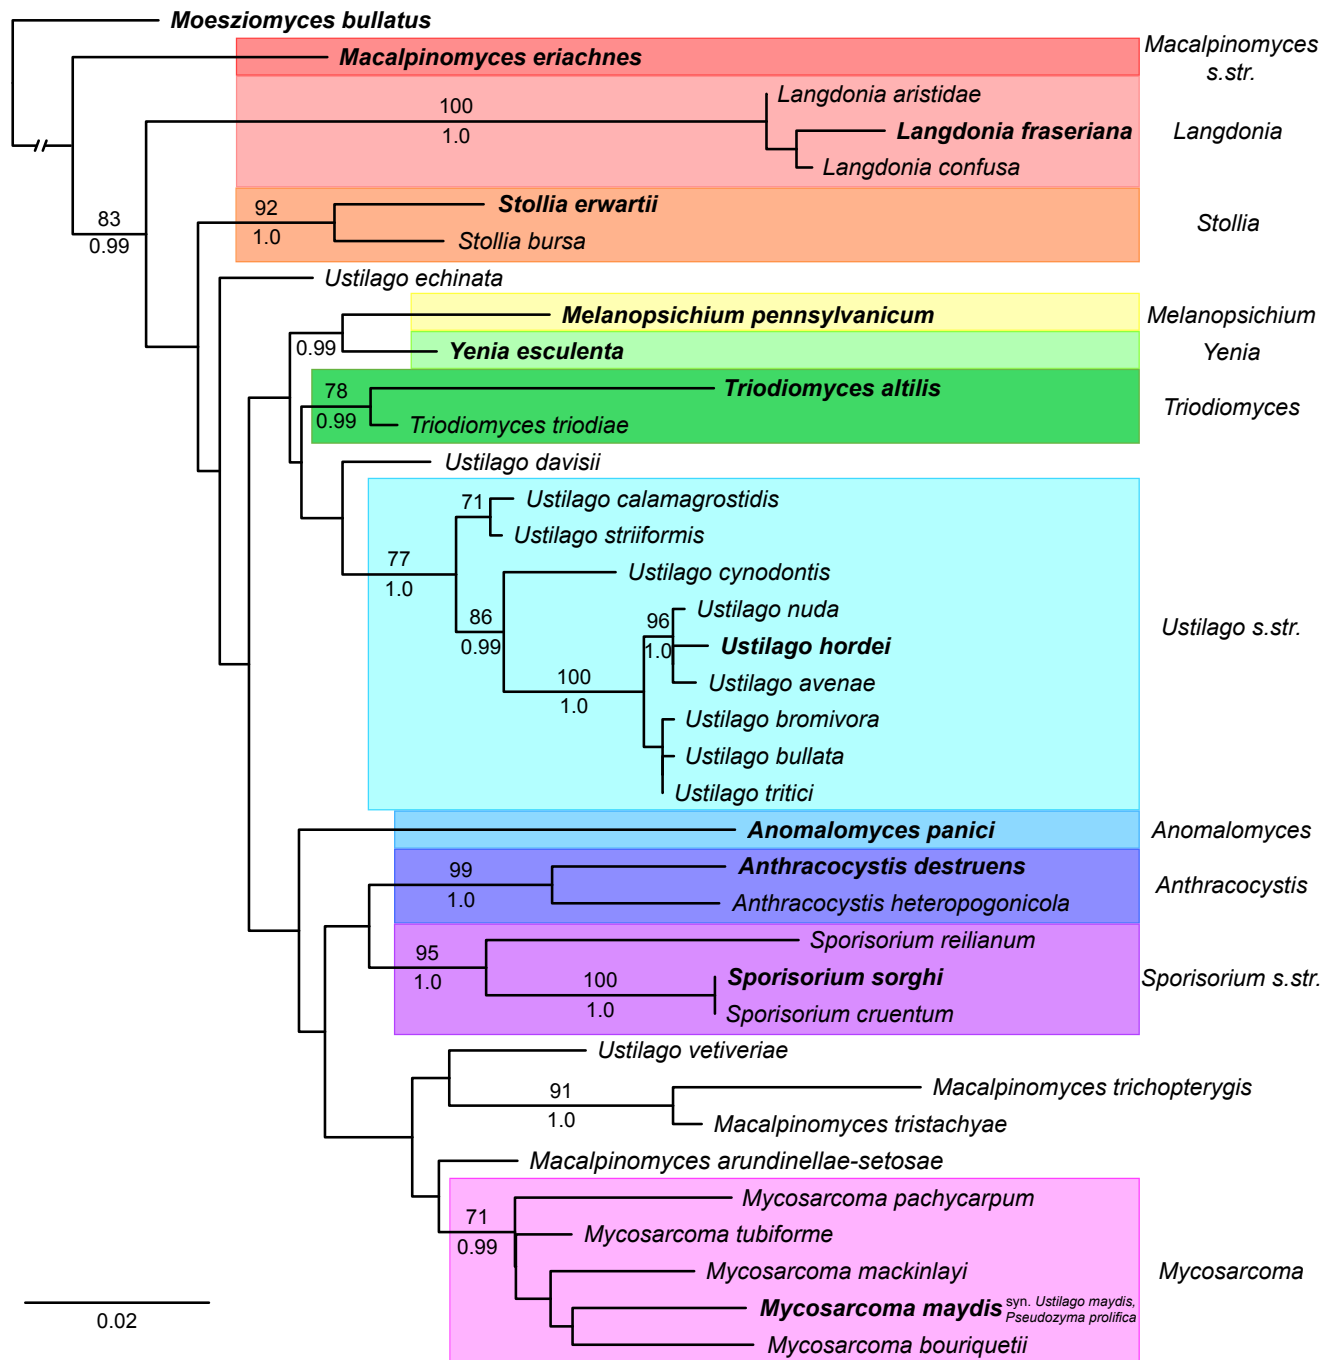 Moesziomyces bullatus
Macalpinomyces eriachnes
Macalpinomyces
s.str.
Langdonia aristidae
100
1.0
Langdonia fraseriana
Langdonia
Langdonia confusa
83
0.99
92
1.0
Stollia erwartii
Stollia
Stollia bursa
Ustilago echinata
Melanopsichium pennsylvanicum
Melanopsichium
0.99
Yenia esculenta
Yenia
78
0.99
Triodiomyces altilis
Triodiomyces
Triodiomyces triodiae
Ustilago davisii
71
Ustilago calamagrostidis
Ustilago striiformis
77
1.0
Ustilago cynodontis
86
0.99
Ustilago nuda
96
1.0
Ustilago hordei
Ustilago s.str.
100
1.0
Ustilago avenae
Ustilago bromivora
Ustilago bullata
Ustilago tritici
Anomalomyces panici
Anomalomyces
99
1.0
Anthracocystis destruens
Anthracocystis
Anthracocystis heteropogonicola
Sporisorium reilianum
95
1.0
100
1.0
Sporisorium sorghi
Sporisorium s.str.
Sporisorium cruentum
Ustilago vetiveriae
91
1.0
Macalpinomyces trichopterygis
Macalpinomyces tristachyae
Macalpinomyces arundinellae-setosae
71
0.99
Mycosarcoma pachycarpum
Mycosarcoma tubiforme
Mycosarcoma mackinlayi
Mycosarcoma
Mycosarcoma maydis syn. Ustilago maydis,
Pseudozyma prolifica
Mycosarcoma bouriquetii
0.02